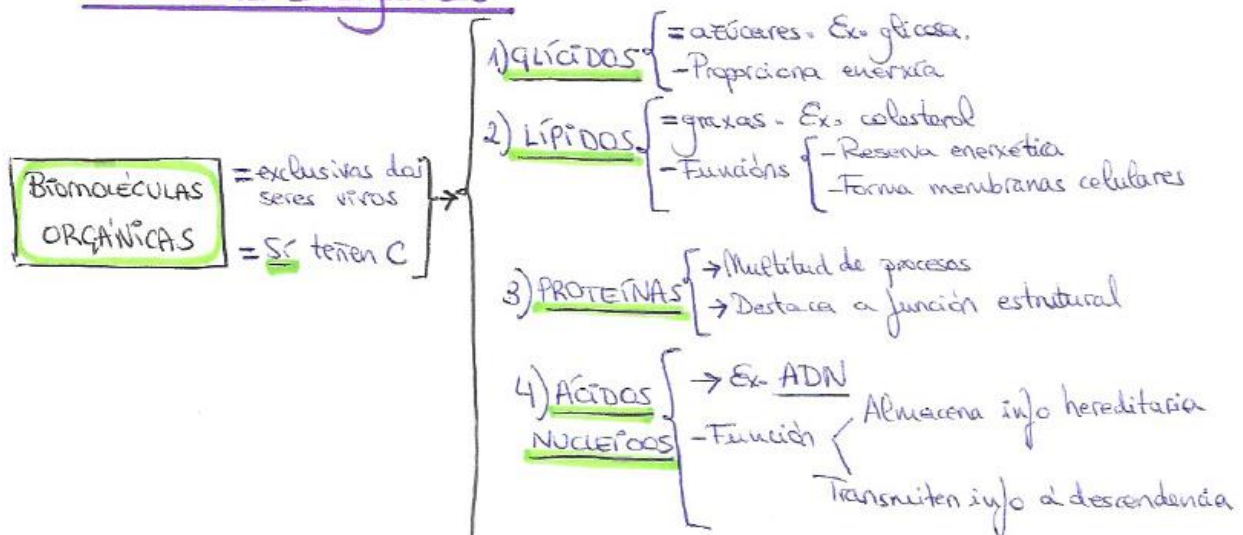 BIOMOLÉCULAS
ORGÁNICAS
= exclusivas dos
seres vivos
= Sí teñen C
1) GLÍCIDOS
= azúcares. Ex- glicosa.
- Proporciona enerxía
2) LÍPIDOS
= graxas - Ex- colesterol
- Funcións
- Reserva enerxética
- Forma membranas celulares
3) PROTEÍNAS
→ Multitud de procesos
→ Destaca a función estrutural
4) ÁCIDOS
NUCLEICOS
→ Ex- ADN
- Función
Almacena info hereditaria
Transmiten info á descendencia